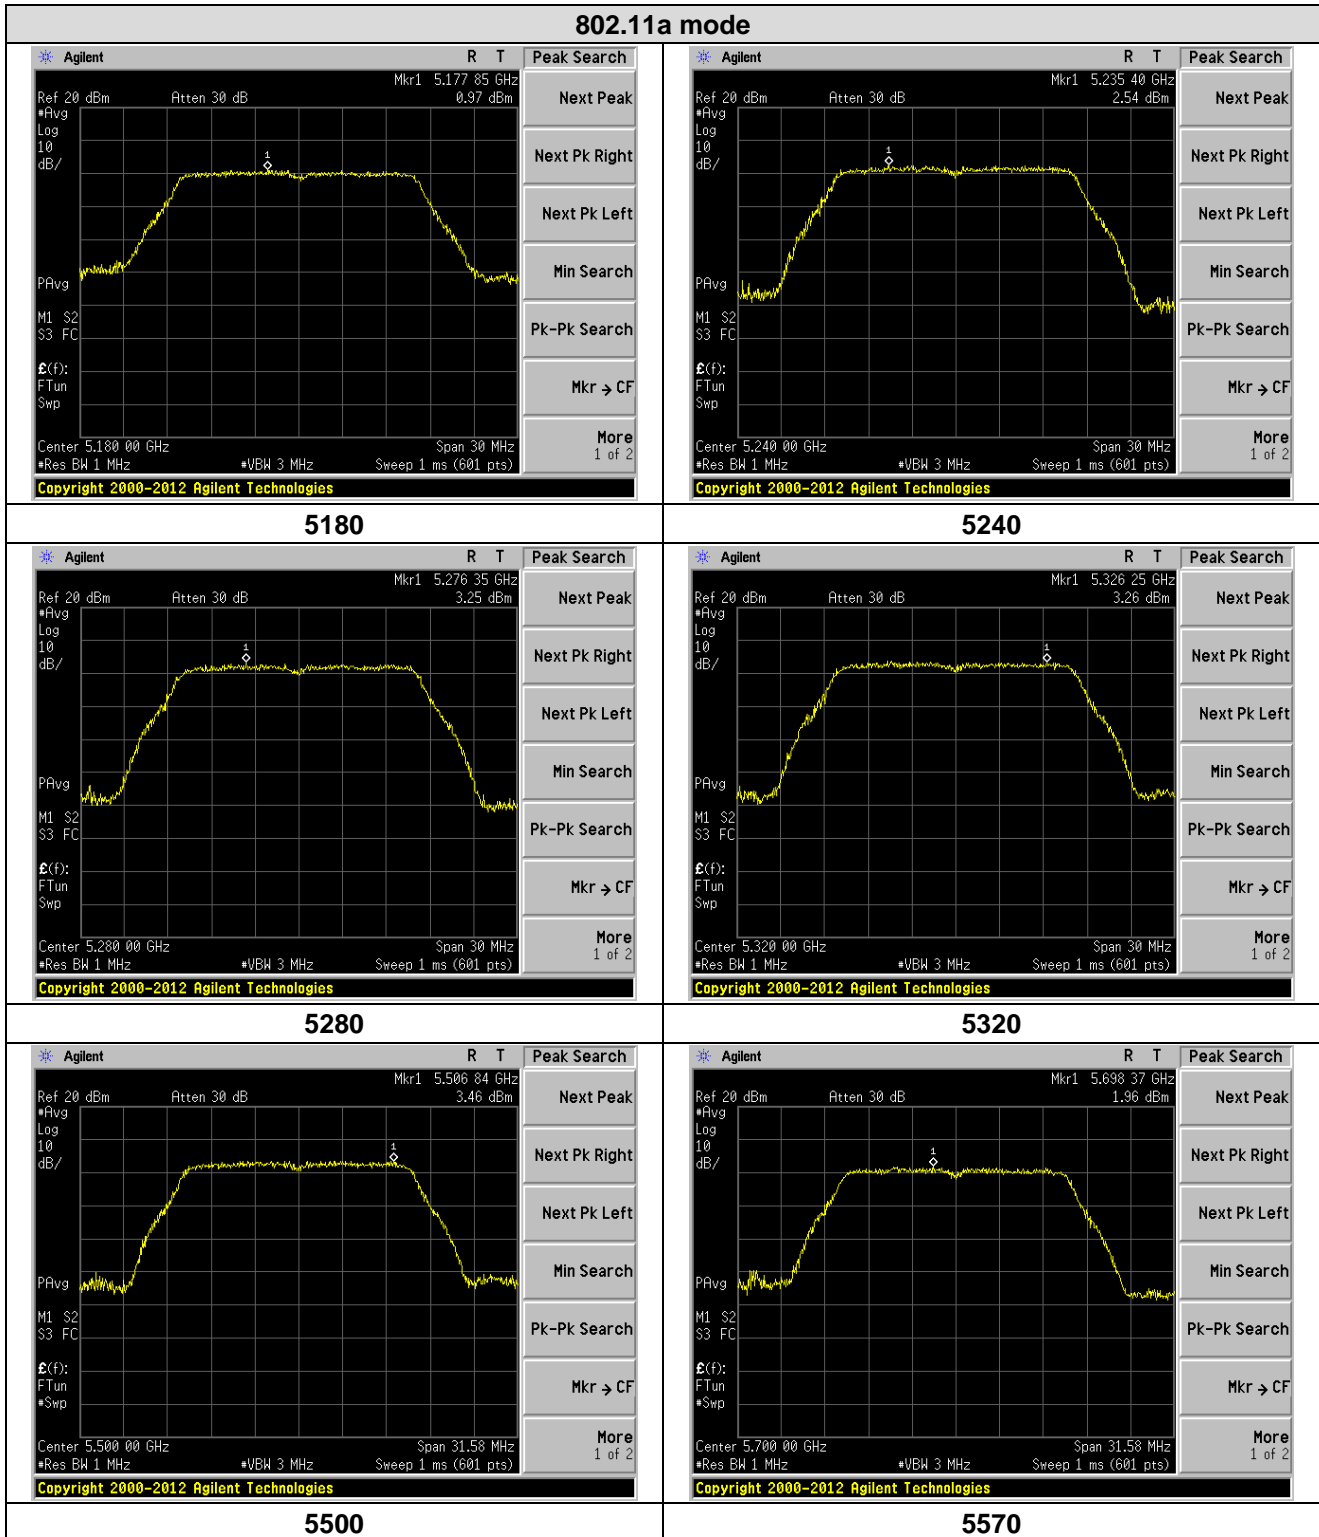 802.11a mode
Agilent R T Peak Search
Mkr1 5.177 85 GHz
Ref 20 dBm Atten 30 dB 0.97 dBm
#Avg
Log
10
dB/
1
PAvg
M1 S2
S3 FC
£(f):
FTun
Swp
Center 5.180 00 GHz Span 30 MHz
#Res BW 1 MHz #VBW 3 MHz Sweep 1 ms (601 pts)
Copyright 2000-2012 Agilent Technologies
Next Peak
Next Pk Right
Next Pk Left
Min Search
Pk-Pk Search
Mkr → CF
More
1 of 2
Agilent R T Peak Search
Mkr1 5.235 40 GHz
Ref 20 dBm Atten 30 dB 2.54 dBm
#Avg
Log
10
dB/
1
PAvg
M1 S2
S3 FC
£(f):
FTun
Swp
Center 5.240 00 GHz Span 30 MHz
#Res BW 1 MHz #VBW 3 MHz Sweep 1 ms (601 pts)
Copyright 2000-2012 Agilent Technologies
Next Peak
Next Pk Right
Next Pk Left
Min Search
Pk-Pk Search
Mkr → CF
More
1 of 2
5180 5240
Agilent R T Peak Search
Mkr1 5.276 35 GHz
Ref 20 dBm Atten 30 dB 3.25 dBm
#Avg
Log
10
dB/
1
PAvg
M1 S2
S3 FC
£(f):
FTun
Swp
Center 5.280 00 GHz Span 30 MHz
#Res BW 1 MHz #VBW 3 MHz Sweep 1 ms (601 pts)
Copyright 2000-2012 Agilent Technologies
Next Peak
Next Pk Right
Next Pk Left
Min Search
Pk-Pk Search
Mkr → CF
More
1 of 2
Agilent R T Peak Search
Mkr1 5.326 25 GHz
Ref 20 dBm Atten 30 dB 3.26 dBm
#Avg
Log
10
dB/
1
PAvg
M1 S2
S3 FC
£(f):
FTun
Swp
Center 5.320 00 GHz Span 30 MHz
#Res BW 1 MHz #VBW 3 MHz Sweep 1 ms (601 pts)
Copyright 2000-2012 Agilent Technologies
Next Peak
Next Pk Right
Next Pk Left
Min Search
Pk-Pk Search
Mkr → CF
More
1 of 2
5280 5320
Agilent R T Peak Search
Mkr1 5.506 84 GHz
Ref 20 dBm Atten 30 dB 3.46 dBm
#Avg
Log
10
dB/
1
PAvg
M1 S2
S3 FC
£(f):
FTun
#Swp
Center 5.500 00 GHz Span 31.58 MHz
#Res BW 1 MHz #VBW 3 MHz Sweep 1 ms (601 pts)
Copyright 2000-2012 Agilent Technologies
Next Peak
Next Pk Right
Next Pk Left
Min Search
Pk-Pk Search
Mkr → CF
More
1 of 2
Agilent R T Peak Search
Mkr1 5.698 37 GHz
Ref 20 dBm Atten 30 dB 1.96 dBm
#Avg
Log
10
dB/
1
PAvg
M1 S2
S3 FC
£(f):
FTun
#Swp
Center 5.700 00 GHz Span 31.58 MHz
#Res BW 1 MHz #VBW 3 MHz Sweep 1 ms (601 pts)
Copyright 2000-2012 Agilent Technologies
Next Peak
Next Pk Right
Next Pk Left
Min Search
Pk-Pk Search
Mkr → CF
More
1 of 2
5500 5570